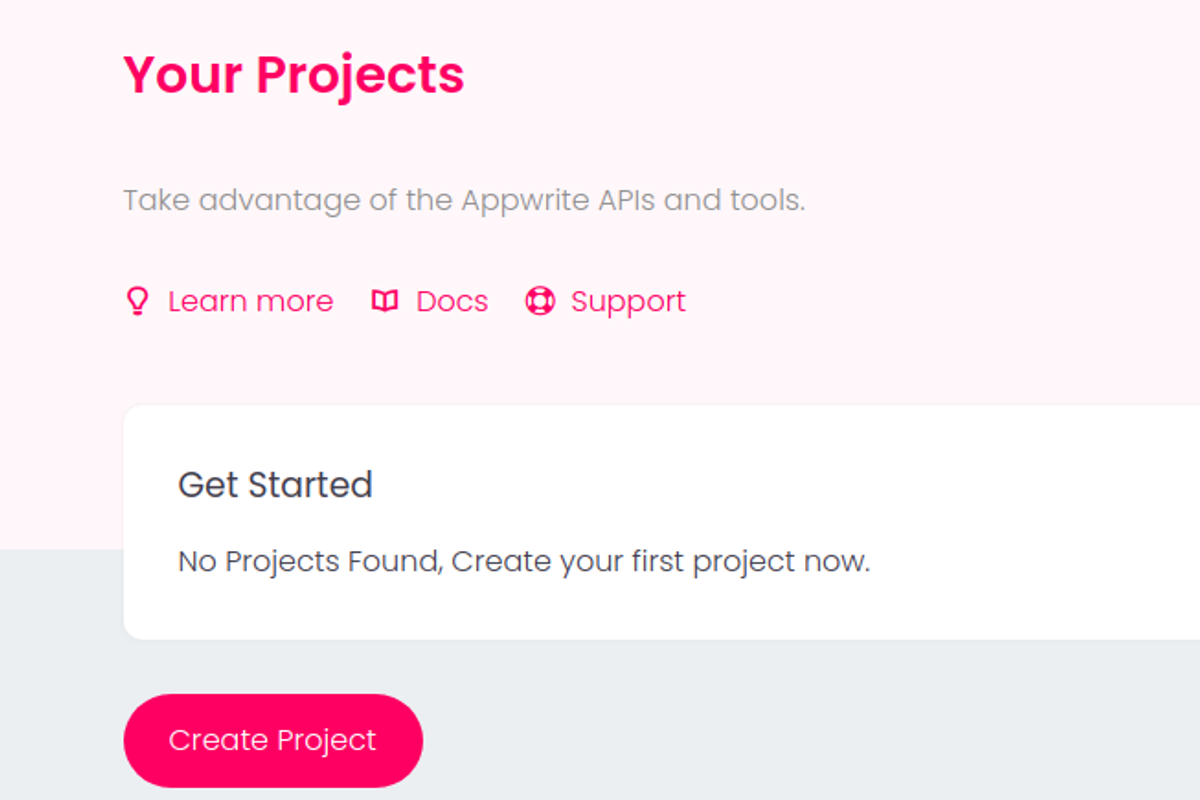 Your Projects
Take advantage of the Appwrite APIs and tools.
Learn more Docs Support
Get Started
No Projects Found, Create your first project now.
Create Project